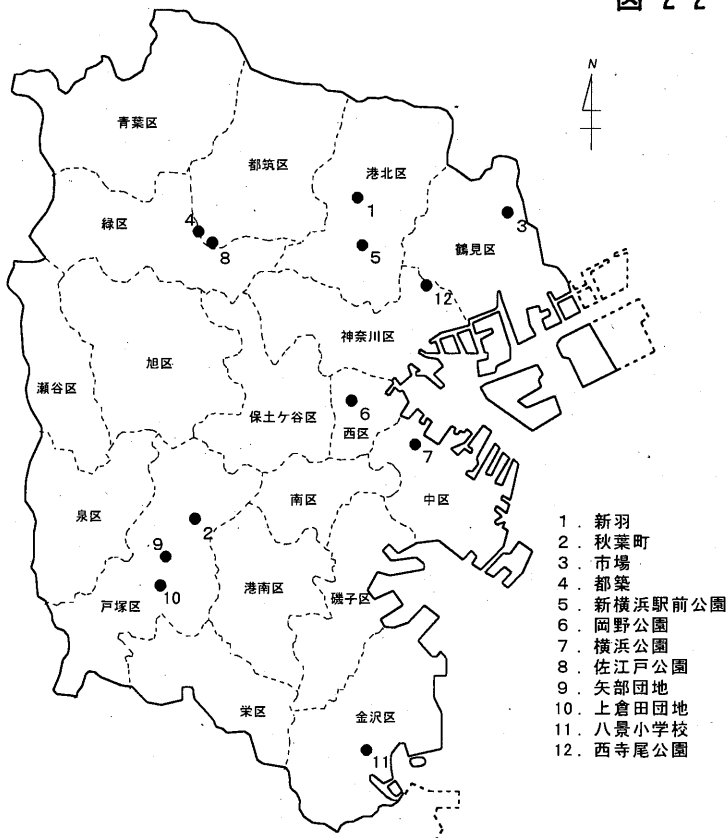 図22
N
青葉区
都筑区
港北区
緑区
4
8
1
5
3
鶴見区
12
神奈川区
旭区
瀬谷区
保土ケ谷区
6
西区
7
中区
泉区
南区
2
9
10
戸塚区
港南区
磯子区
栄区
金沢区
11
1．新羽
2．秋葉町
3．市場
4．都築
5．新横浜駅前公園
6．岡野公園
7．横浜公園
8．佐江戸公園
9．矢部団地
10．上倉田団地
11．八景小学校
12．西寺尾公園